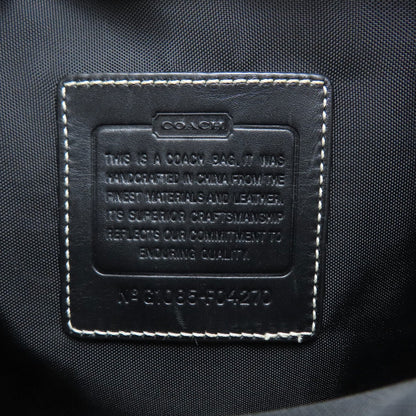 COACH
THIS IS A COACH BAG. IT WAS
HANDCRAFTED IN CHINA FROM THE
FINEST MATERIALS AND LEATHER.
ITS SUPERIOR CRAFTSMANSHIP
REFLECTS OUR COMMITMENT TO
ENDURING QUALITY.
Nº G1065-F04270